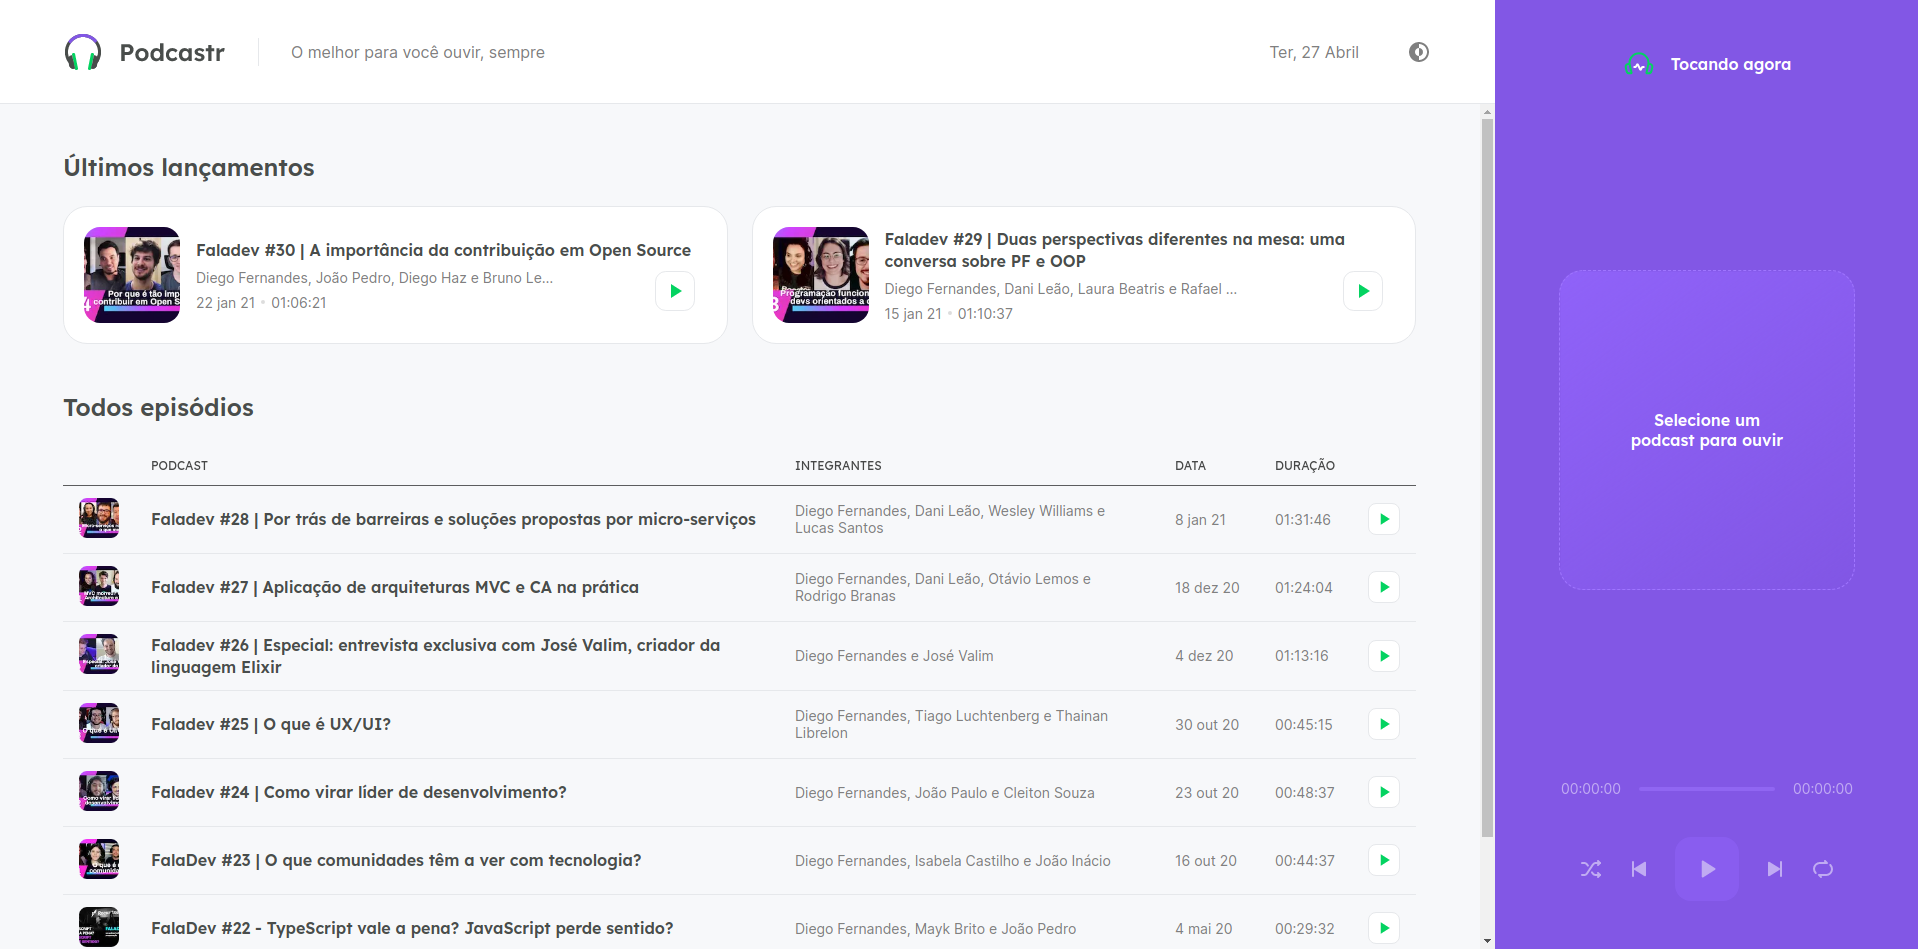 Podcastr
O melhor para você ouvir, sempre
Ter, 27 Abril
Tocando agora
Últimos lançamentos
Por que é tão imp
contribuir em Open S
Faladev #30 | A importância da contribuição em Open Source
Diego Fernandes, João Pedro, Diego Haz e Bruno Le...
22 jan 21 • 01:06:21
Programação funcion
devs orientados a o
Faladev #29 | Duas perspectivas diferentes na mesa: uma
conversa sobre PF e OOP
Diego Fernandes, Dani Leão, Laura Beatris e Rafael ...
15 jan 21 • 01:10:37
Todos episódios
PODCAST INTEGRANTES DATA DURAÇÃO
Faladev #28 | Por trás de barreiras e soluções propostas por micro-serviços
Diego Fernandes, Dani Leão, Wesley Williams e
Lucas Santos
8 jan 21
01:31:46
Faladev #27 | Aplicação de arquiteturas MVC e CA na prática
Diego Fernandes, Dani Leão, Otávio Lemos e
Rodrigo Branas
18 dez 20
01:24:04
Faladev #26 | Especial: entrevista exclusiva com José Valim, criador da
linguagem Elixir
Diego Fernandes e José Valim
4 dez 20
01:13:16
Faladev #25 | O que é UX/UI?
Diego Fernandes, Tiago Luchtenberg e Thainan
Librelon
30 out 20
00:45:15
Faladev #24 | Como virar líder de desenvolvimento?
Diego Fernandes, João Paulo e Cleiton Souza
23 out 20
00:48:37
FalaDev #23 | O que comunidades têm a ver com tecnologia?
Diego Fernandes, Isabela Castilho e João Inácio
16 out 20
00:44:37
FalaDev #22 - TypeScript vale a pena? JavaScript perde sentido?
Diego Fernandes, Mayk Brito e João Pedro
4 mai 20
00:29:32
Selecione um
podcast para ouvir
00:00:00
00:00:00